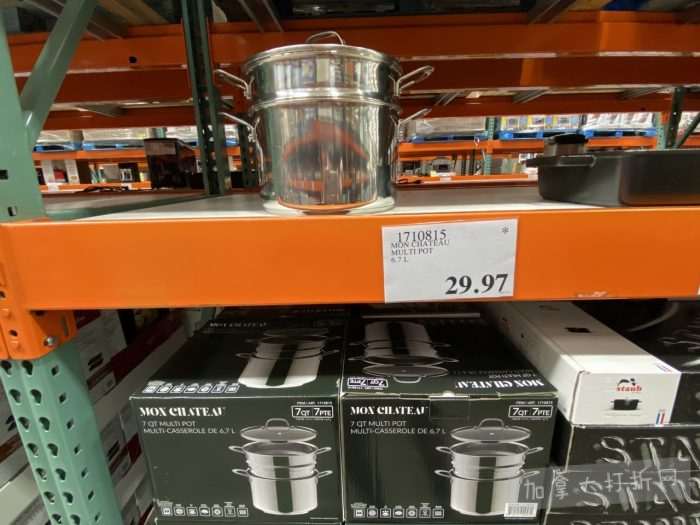 1710815 *
MON CHATEAU
MULTI POT
6.7 L
29.97
MON CHATEAU
7 QT MULTI POT
MULTI-CASSEROLE DE 6,7 L
7QT 7PTE
MON CHATEAU
7 QT MULTI POT
MULTI-CASSEROLE DE 6,7 L
7QT 7PTE
staub
加拿大打折网